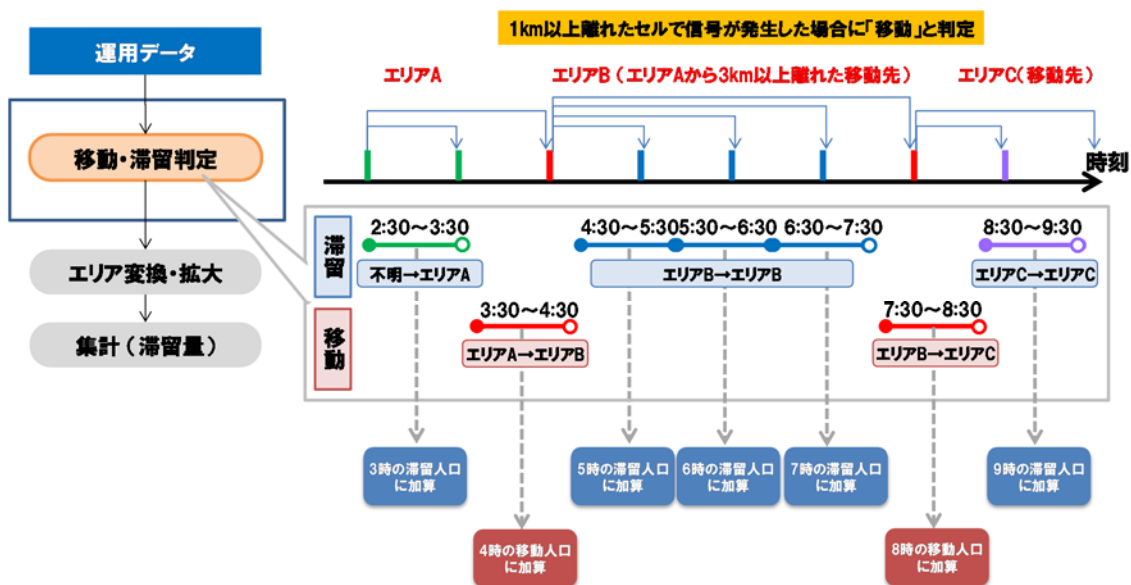 1km以上離れたセルで信号が発生した場合に「移動」と判定
運用データ
移動・滞留判定
エリア変換・拡大
集計（滞留量）
エリアA
エリアB（エリアAから3km以上離れた移動先）
エリアC(移動先)
時刻
滞留
2:30～3:30
4:30～5:30
5:30～6:30
6:30～7:30
8:30～9:30
不明→エリアA
エリアB→エリアB
エリアC→エリアC
移動
3:30～4:30
7:30～8:30
エリアA→エリアB
エリアB→エリアC
3時の滞留人口
に加算
5時の滞留人口
に加算
6時の滞留人口
に加算
7時の滞留人口
に加算
9時の滞留人口
に加算
4時の移動人口
に加算
8時の移動人口
に加算